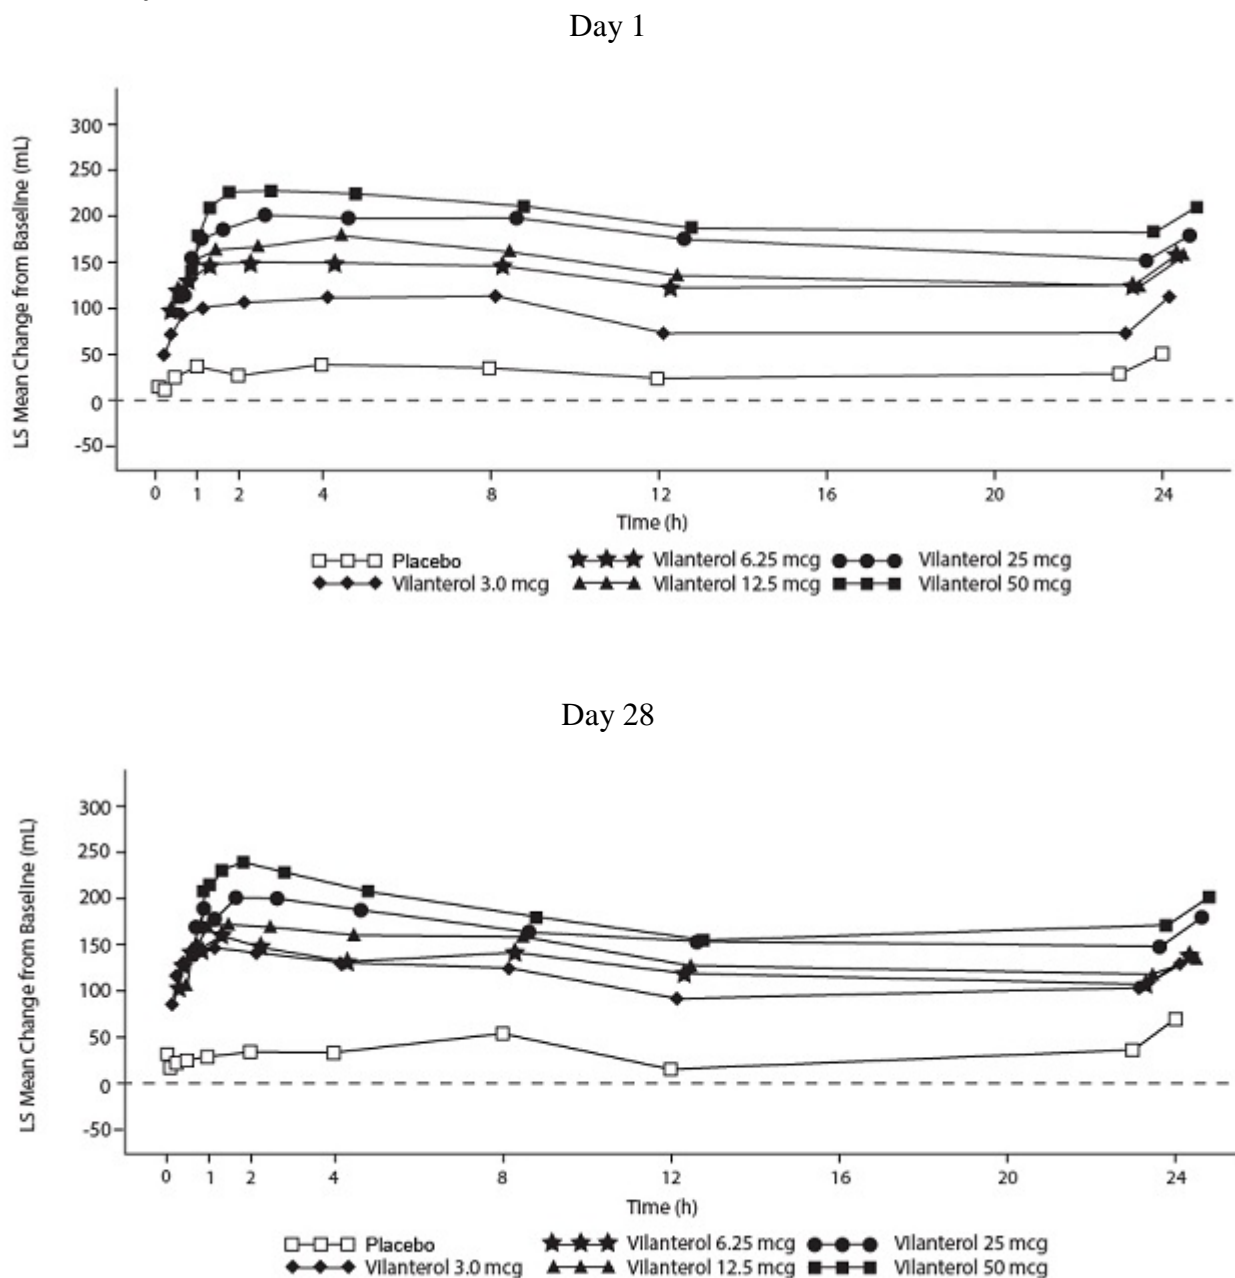 Day 1
LS Mean Change from Baseline (mL)
300
250
200
150
100
50
0
-50
0 1 2 4 8 12 16 20 24
Time (h)
Placebo Vilanterol 6.25 mcg Vilanterol 25 mcg
Vilanterol 3.0 mcg Vilanterol 12.5 mcg Vilanterol 50 mcg
Day 28
LS Mean Change from Baseline (mL)
300
250
200
150
100
50
0
-50
0 1 2 4 8 12 16 20 24
Time (h)
Placebo Vilanterol 6.25 mcg Vilanterol 25 mcg
Vilanterol 3.0 mcg Vilanterol 12.5 mcg Vilanterol 50 mcg